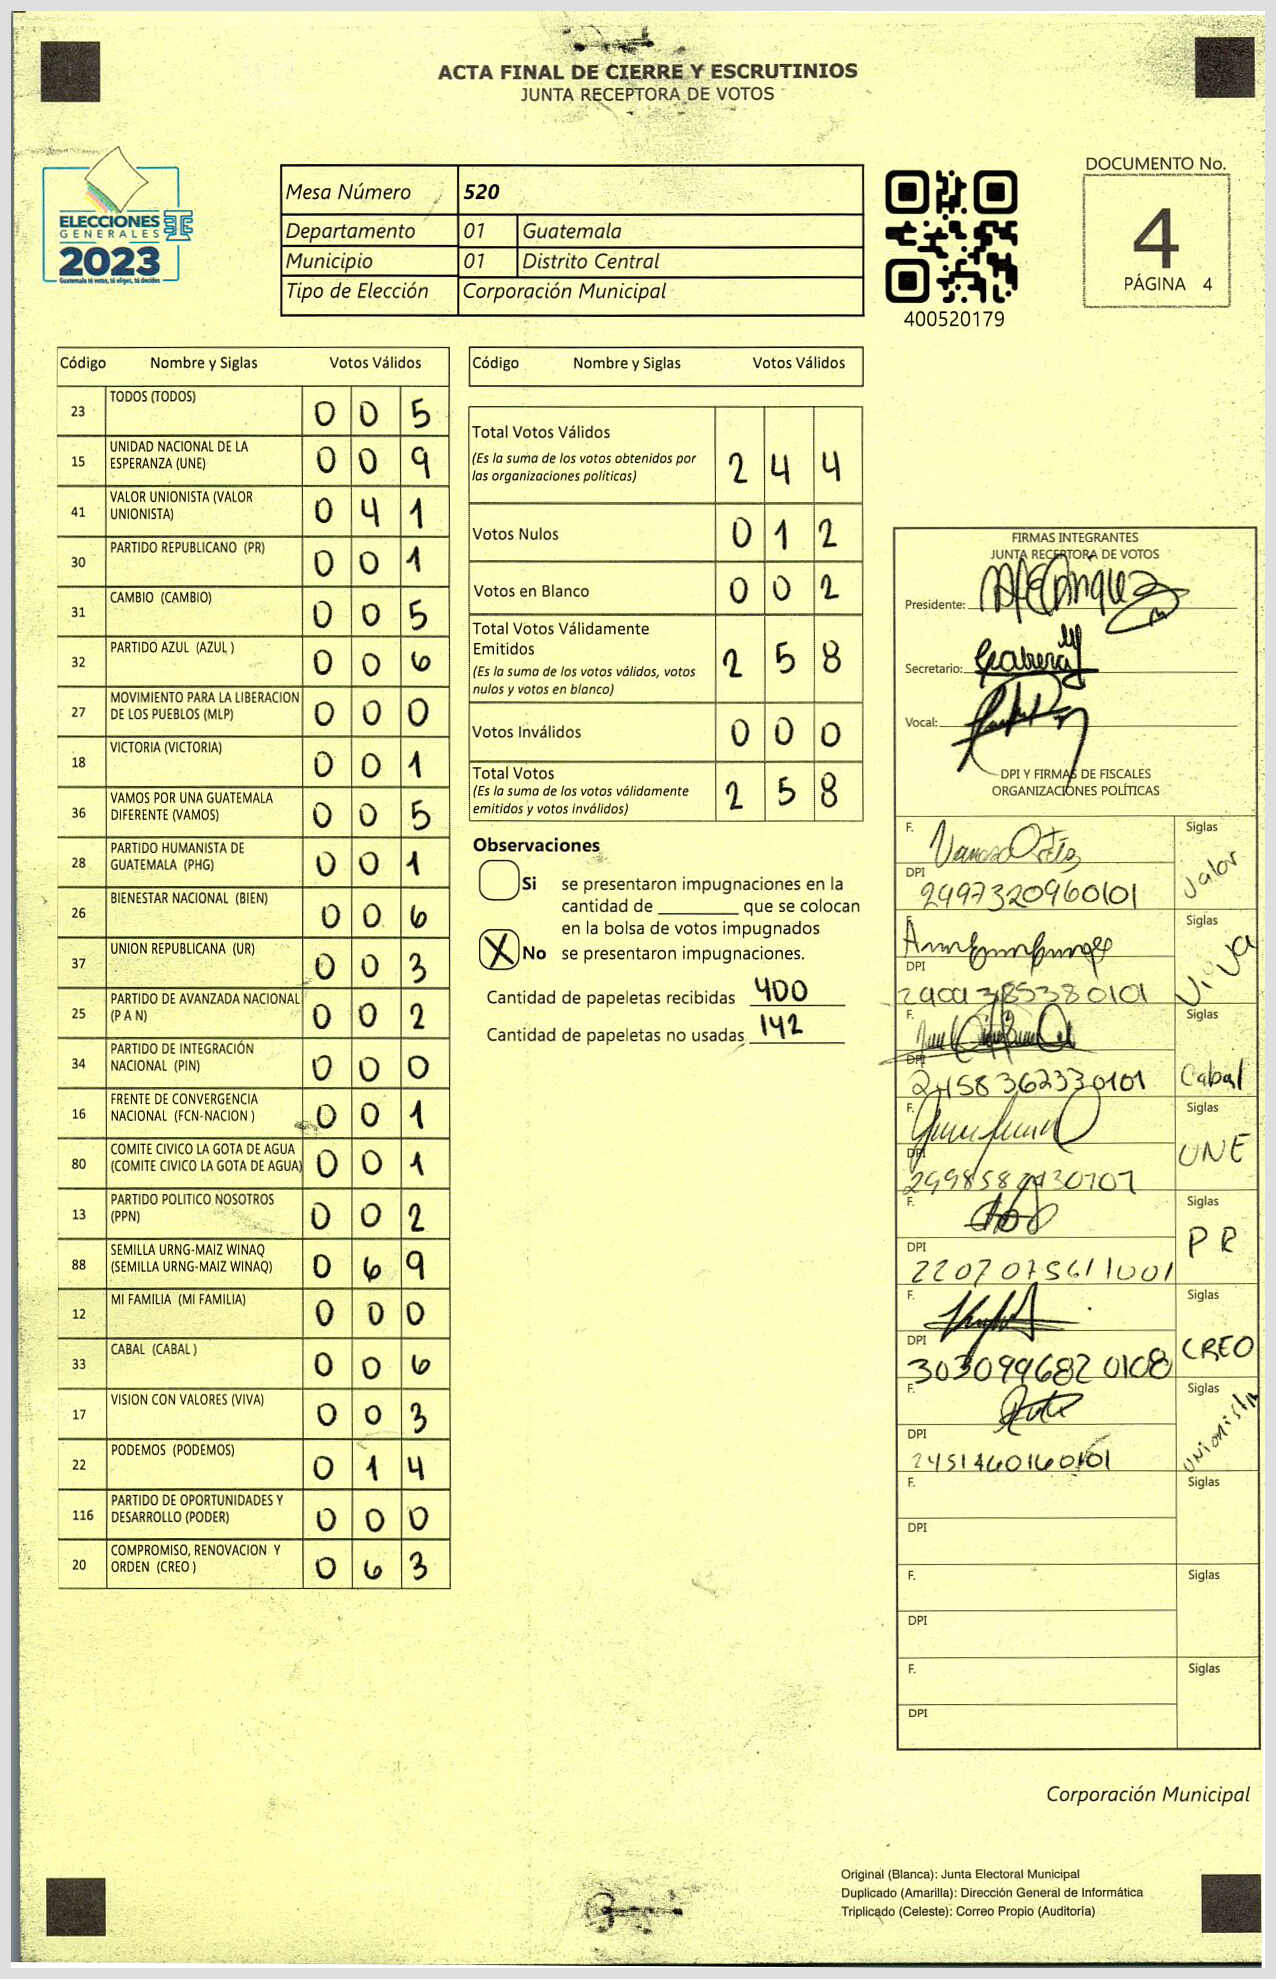 ACTA FINAL DE CIERRE Y ESCRUTINIOS
JUNTA RECEPTORA DE VOTOS
ELECCIONES
GENERALES
2023
Guatemala tú votas, tú eliges, tú decides
Mesa Número 520
Departamento 01 Guatemala
Municipio 01 Distrito Central
Tipo de Elección Corporación Municipal
400520179
DOCUMENTO No.
4
PÁGINA 4
Código Nombre y Siglas Votos Válidos
23 TODOS (TODOS) 0 0 5
15 UNIDAD NACIONAL DE LA ESPERANZA (UNE) 0 0 9
41 VALOR UNIONISTA (VALOR UNIONISTA) 0 4 1
30 PARTIDO REPUBLICANO (PR) 0 0 1
31 CAMBIO (CAMBIO) 0 0 5
32 PARTIDO AZUL (AZUL ) 0 0 6
27 MOVIMIENTO PARA LA LIBERACION DE LOS PUEBLOS (MLP) 0 0 0
18 VICTORIA (VICTORIA) 0 0 1
36 VAMOS POR UNA GUATEMALA DIFERENTE (VAMOS) 0 0 5
28 PARTIDO HUMANISTA DE GUATEMALA (PHG) 0 0 1
26 BIENESTAR NACIONAL (BIEN) 0 0 6
37 UNION REPUBLICANA (UR) 0 0 3
25 PARTIDO DE AVANZADA NACIONAL (P A N) 0 0 2
34 PARTIDO DE INTEGRACIÓN NACIONAL (PIN) 0 0 0
16 FRENTE DE CONVERGENCIA NACIONAL (FCN-NACION ) 0 0 1
80 COMITE CIVICO LA GOTA DE AGUA (COMITE CIVICO LA GOTA DE AGUA) 0 0 1
13 PARTIDO POLITICO NOSOTROS (PPN) 0 0 2
88 SEMILLA URNG-MAIZ WINAQ (SEMILLA URNG-MAIZ WINAQ) 0 6 9
12 MI FAMILIA (MI FAMILIA) 0 0 0
33 CABAL (CABAL ) 0 0 6
17 VISION CON VALORES (VIVA) 0 0 3
22 PODEMOS (PODEMOS) 0 1 4
116 PARTIDO DE OPORTUNIDADES Y DESARROLLO (PODER) 0 0 0
20 COMPROMISO, RENOVACION Y ORDEN (CREO ) 0 6 3
Código Nombre y Siglas Votos Válidos
Total Votos Válidos
(Es la suma de los votos obtenidos por
las organizaciones políticas) 2 4 4
Votos Nulos 0 1 2
Votos en Blanco 0 0 2
Total Votos Válidamente
Emitidos
(Es la suma de los votos válidos, votos
nulos y votos en blanco) 2 5 8
Votos Inválidos 0 0 0
Total Votos
(Es la suma de los votos válidamente
emitidos y votos inválidos) 2 5 8
Observaciones
Si se presentaron impugnaciones en la
cantidad de que se colocan
en la bolsa de votos impugnados
X No se presentaron impugnaciones.
Cantidad de papeletas recibidas 400
Cantidad de papeletas no usadas 142
FIRMAS INTEGRANTES
JUNTA RECEPTORA DE VOTOS
Presidente:
Secretario:
Vocal:
DPI Y FIRMAS DE FISCALES
ORGANIZACIONES POLÍTICAS
F. Siglas
Valor
DPI
2497320960101
F. Siglas
VIVA
DPI
F. Siglas
DPI
2458362330101 Cabal
F. Siglas
UNE
DPI
F. Siglas
PR
DPI
F. Siglas
CREO
DPI
3030996820108
F. Siglas
Unionista
DPI
2451460160101
F. Siglas
DPI
F. Siglas
DPI
F. Siglas
DPI
Corporación Municipal
Original (Blanca): Junta Electoral Municipal
Duplicado (Amarilla): Dirección General de Informática
Triplicado (Celeste): Correo Propio (Auditoría)